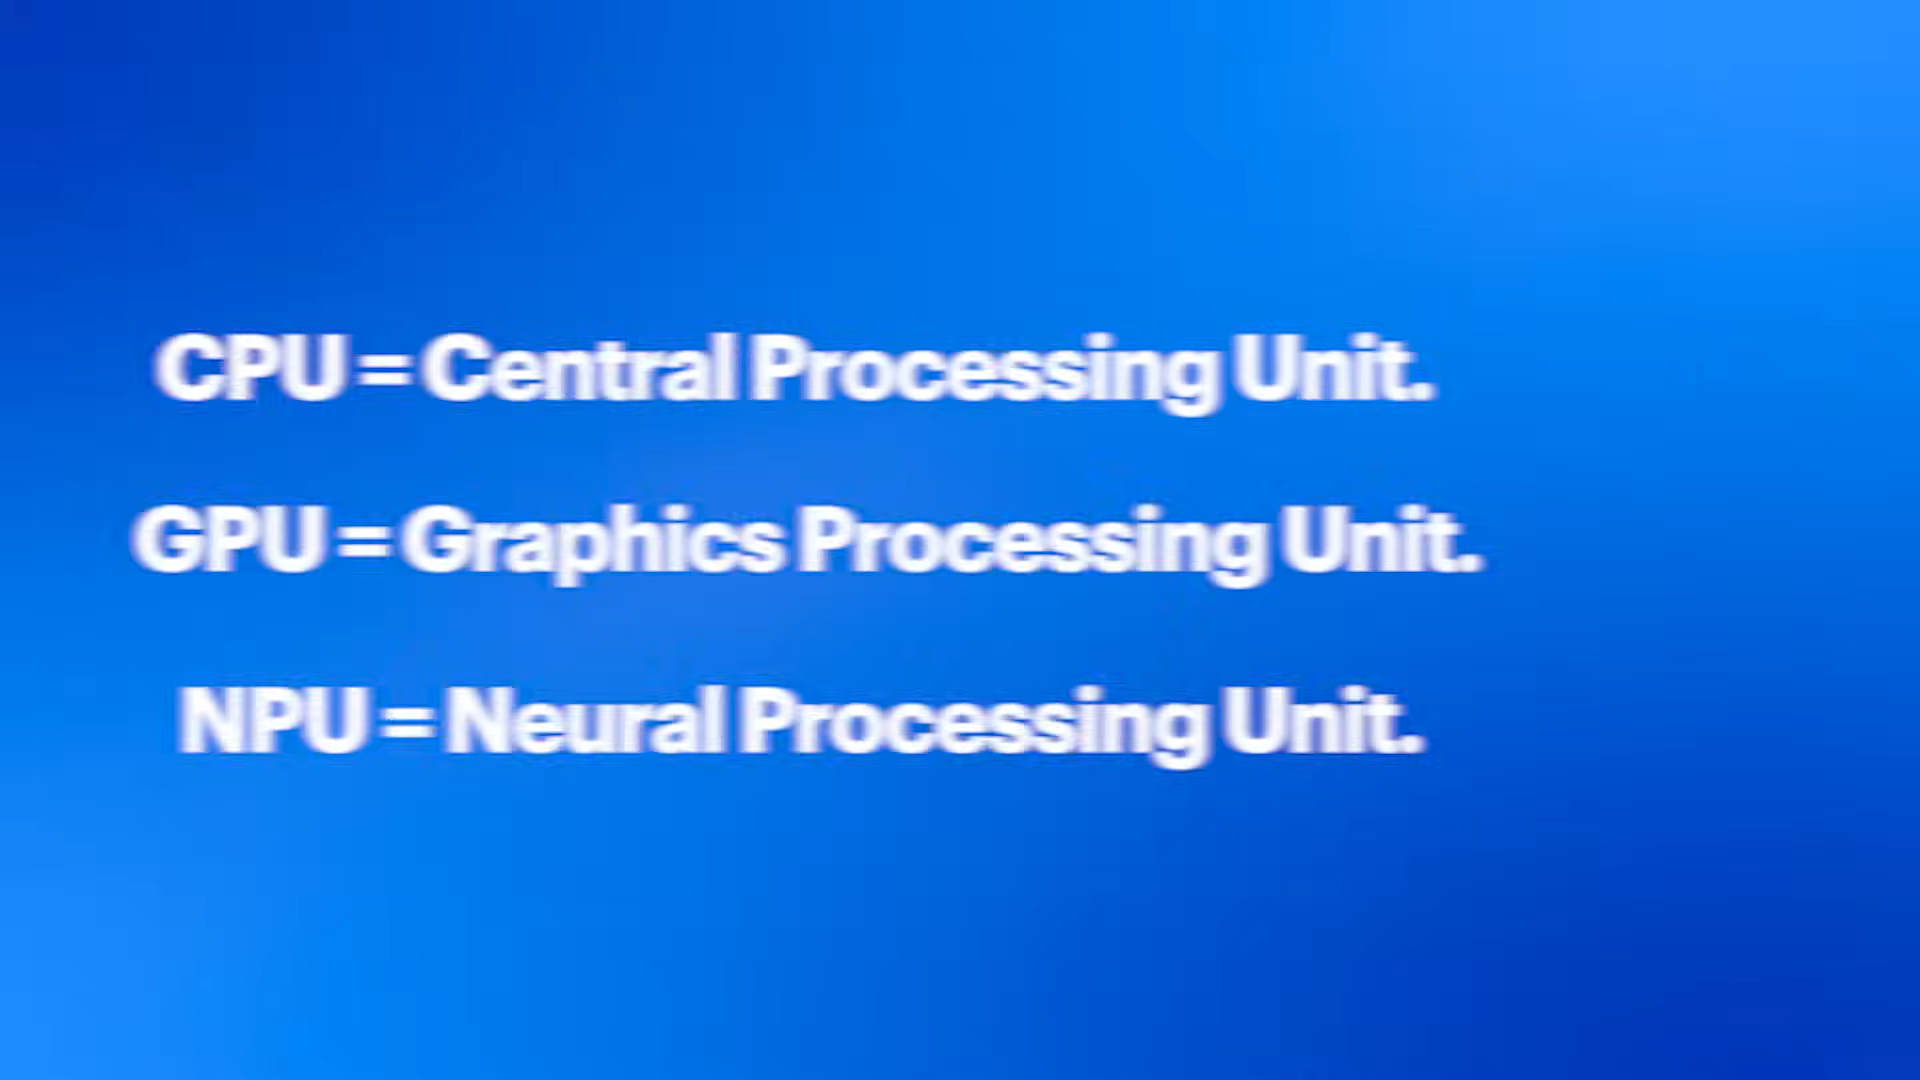 CPU = Central Processing Unit.
GPU = Graphics Processing Unit.
NPU = Neural Processing Unit.